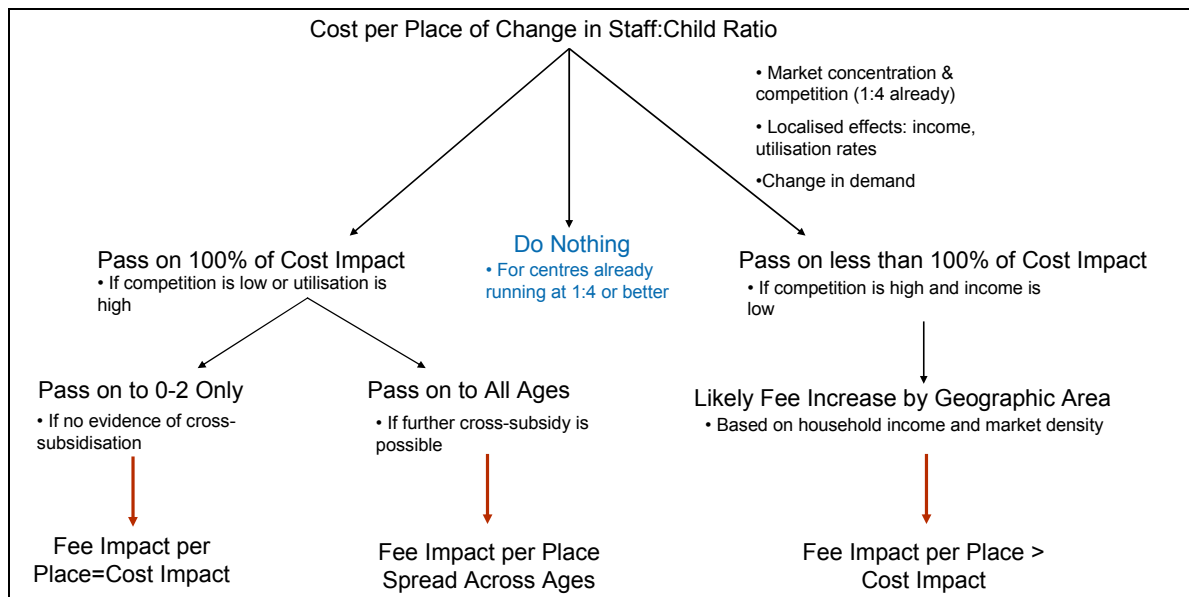 Cost per Place of Change in Staff:Child Ratio
• Market concentration &
competition (1:4 already)
• Localised effects: income,
utilisation rates
•Change in demand
Pass on 100% of Cost Impact
• If competition is low or utilisation is
high
Do Nothing
• For centres already
running at 1:4 or better
Pass on less than 100% of Cost Impact
• If competition is high and income is
low
Pass on to 0-2 Only
• If no evidence of cross-
subsidisation
Pass on to All Ages
• If further cross-subsidy is
possible
Likely Fee Increase by Geographic Area
• Based on household income and market density
Fee Impact per
Place=Cost Impact
Fee Impact per Place
Spread Across Ages
Fee Impact per Place >
Cost Impact